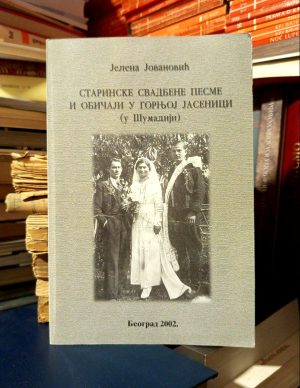 Јелена Јовановић
СТАРИНСКЕ СВАДБЕНЕ ПЕСМЕ
И ОБИЧАЈИ У ГОРЊОЈ ЈАСЕНИЦИ
(у Шумадији)
Београд 2002.